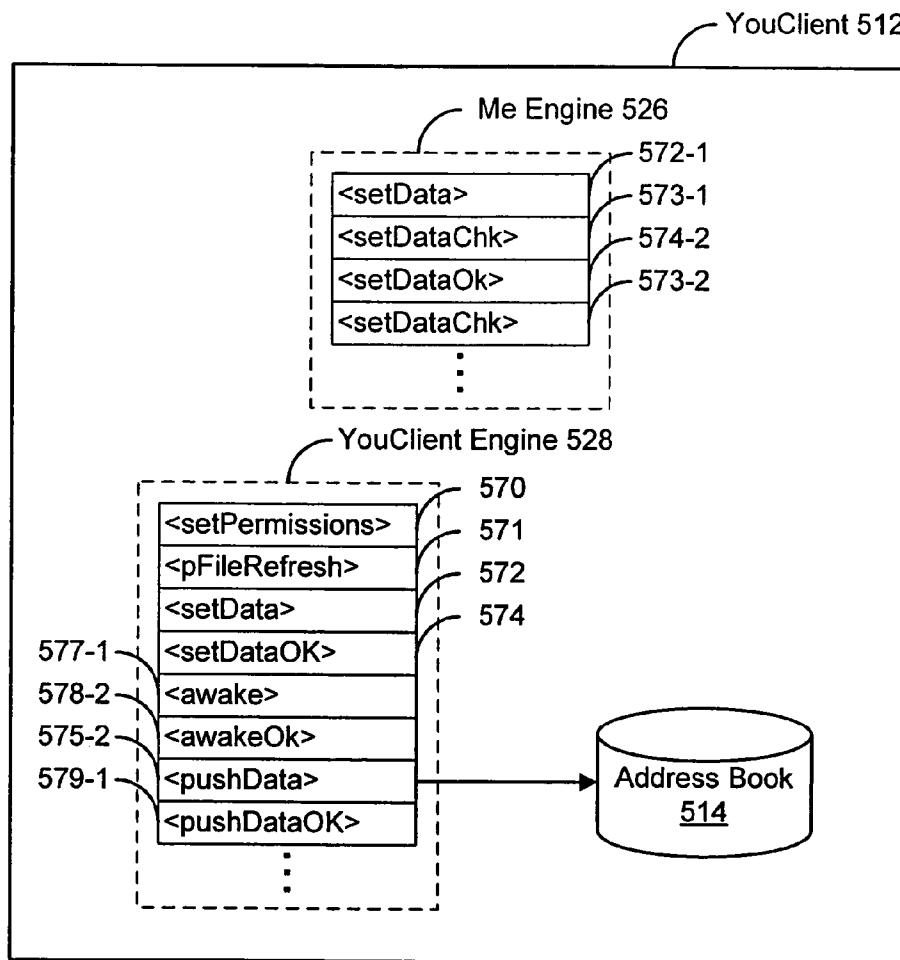 YouClient 512
Me Engine 526
572-1
<setData>
573-1
<setDataChk>
574-2
<setDataOk>
573-2
<setDataChk>
YouClient Engine 528
570
<setPermissions>
571
<pFileRefresh>
572
<setData>
574
<setDataOK>
577-1
<awake>
578-2
<awakeOk>
575-2
<pushData>
579-1
<pushDataOK>
Address Book
514